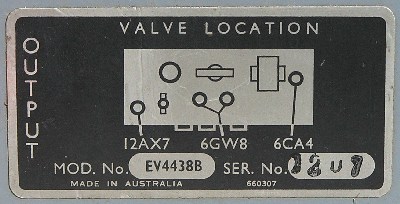 VALVE LOCATION
OUTPUT
12AX7 6GW8 6CA4
MOD. No. EV4438B SER. No.
MADE IN AUSTRALIA 660307